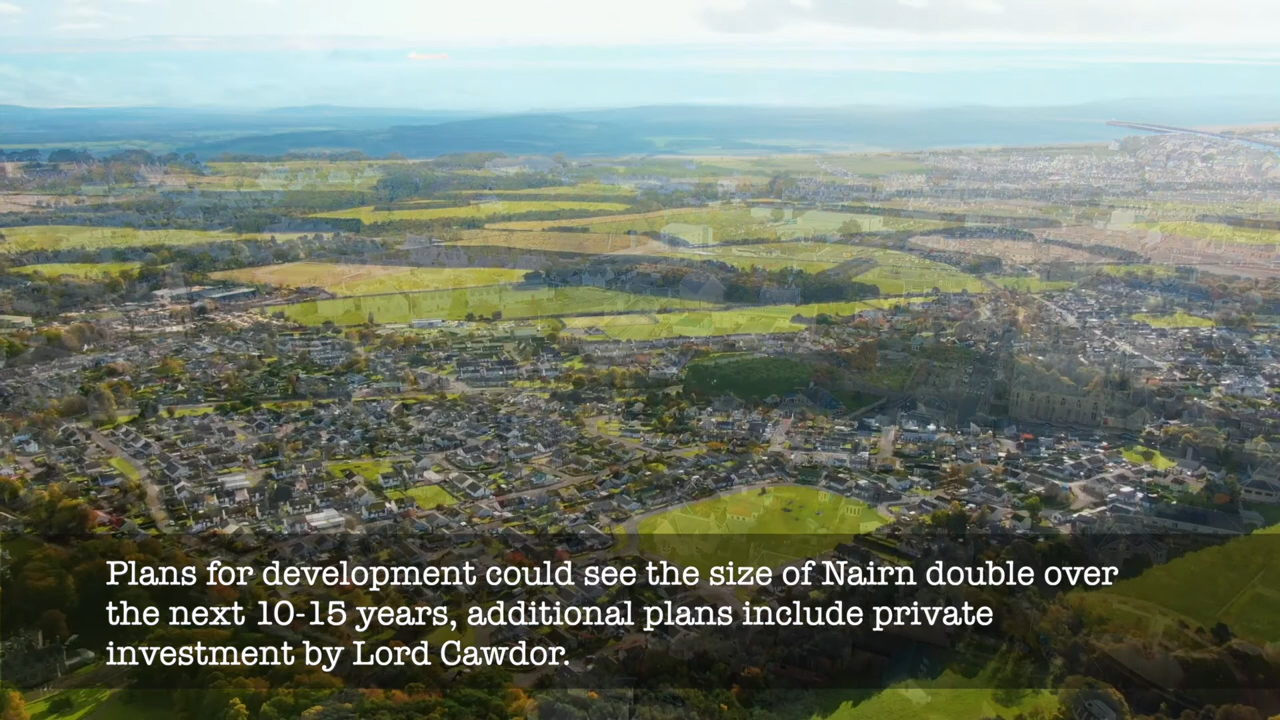 Plans for development could see the size of Nairn double over
the next 10-15 years, additional plans include private
investment by Lord Cawdor.